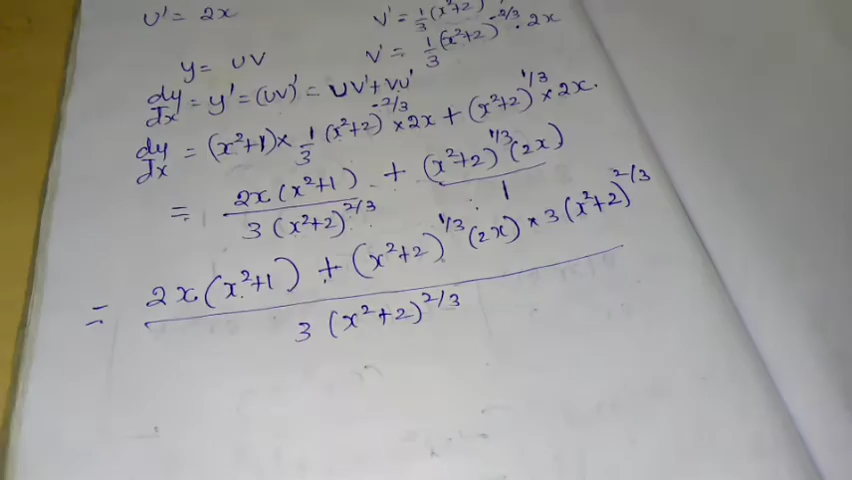 U' = 2x
V' = 1/3 (x²+2)
V' = 1/3 (x²+2)^-2/3 · 2x
y = UV
dy/dx = y' = (UV)' = UV' + VU'
dy/dx = (x²+1) × 1/3 (x²+2)^-2/3 × 2x + (x²+2)^1/3 × 2x.
= 2x(x²+1) / 3(x²+2)^2/3 + (x²+2)^1/3 (2x) / 1
= 2x(x²+1) + (x²+2)^1/3 (2x) × 3(x²+2)^2/3 / 3(x²+2)^2/3